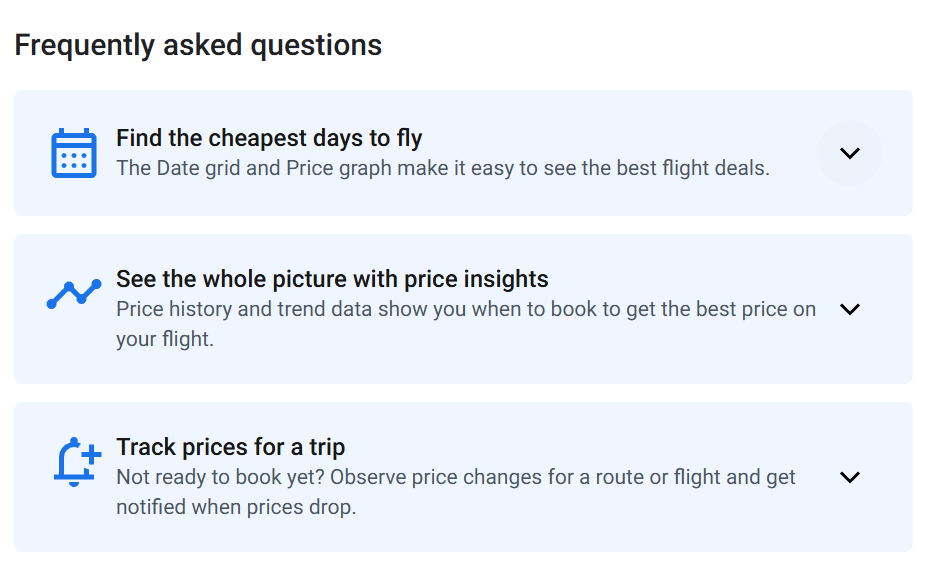 Frequently asked questions
Find the cheapest days to fly
The Date grid and Price graph make it easy to see the best flight deals.
See the whole picture with price insights
Price history and trend data show you when to book to get the best price on
your flight.
Track prices for a trip
Not ready to book yet? Observe price changes for a route or flight and get
notified when prices drop.